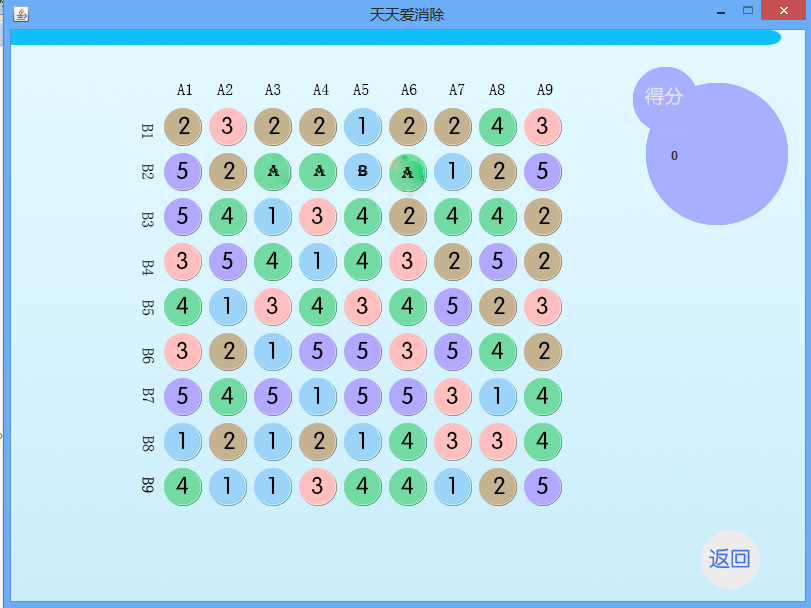 天天爱消除
A1 A2 A3 A4 A5 A6 A7 A8 A9
得分
0
B1 2 3 2 2 1 2 2 4 3
B2 5 2 A A B A 1 2 5
B3 5 4 1 3 4 2 4 4 2
B4 3 5 4 1 4 3 2 5 2
B5 4 1 3 4 3 4 5 2 3
B6 3 2 1 5 5 3 5 4 2
B7 5 4 5 1 5 5 3 1 4
B8 1 2 1 2 1 4 3 3 4
B9 4 1 1 3 4 4 1 2 5
返回